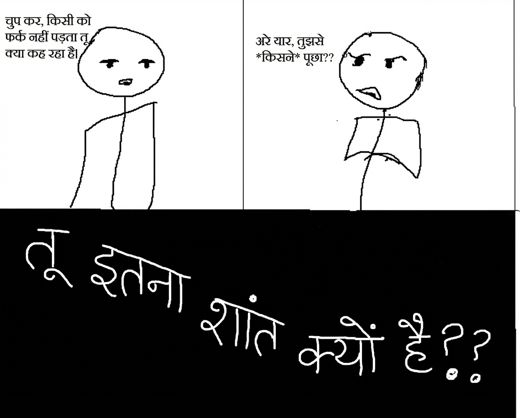 चुप कर, किसी को
फर्क नहीं पड़ता तू
क्या कह रहा है!
अरे यार, तुझसे
*किसने* पूछा??
तू इतना शांत क्यों है??